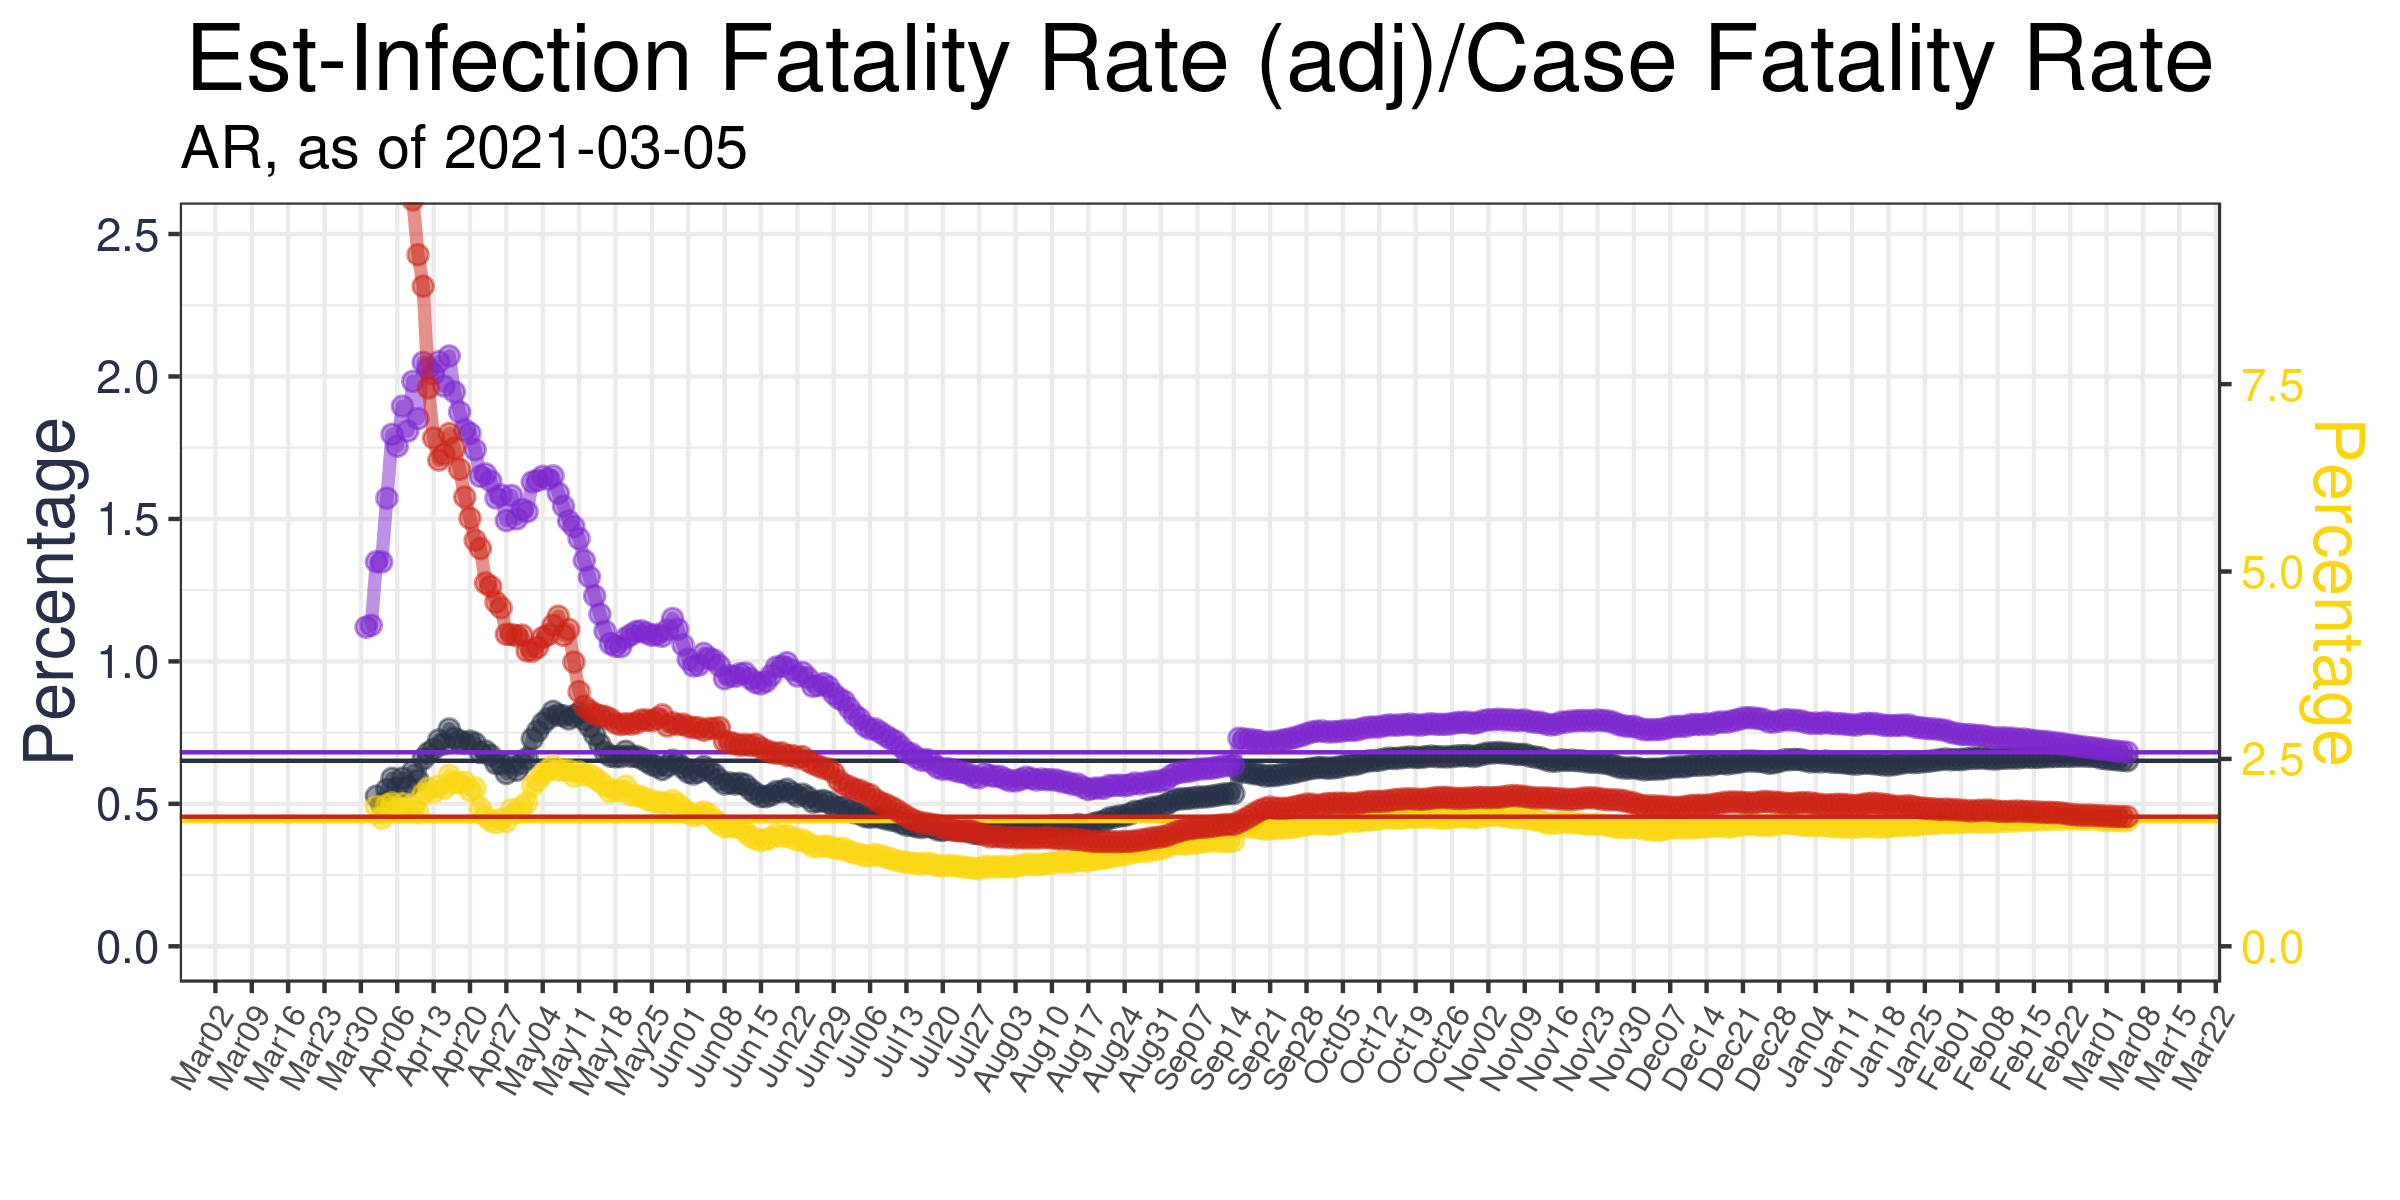 Est-Infection Fatality Rate (adj)/Case Fatality Rate
AR, as of 2021-03-05
Percentage
2.5
2.0
1.5
1.0
0.5
0.0
7.5
5.0
2.5
0.0
Percentage
Mar02
Mar09
Mar16
Mar23
Mar30
Apr06
Apr13
Apr20
Apr27
May04
May11
May18
May25
Jun01
Jun08
Jun15
Jun22
Jun29
Jul06
Jul13
Jul20
Jul27
Aug03
Aug10
Aug17
Aug24
Aug31
Sep07
Sep14
Sep21
Sep28
Oct05
Oct12
Oct19
Oct26
Nov02
Nov09
Nov16
Nov23
Nov30
Dec07
Dec14
Dec21
Dec28
Dec04
Jan11
Jan18
Jan25
Feb01
Feb08
Feb15
Feb22
Mar01
Mar08
Mar15
Mar22